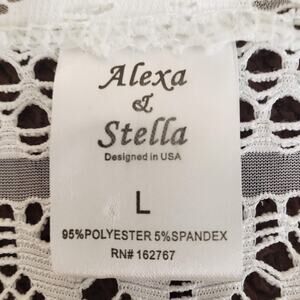 Alexa
&
Stella
Designed in USA
L
95%POLYESTER 5%SPANDEX
RN# 162767